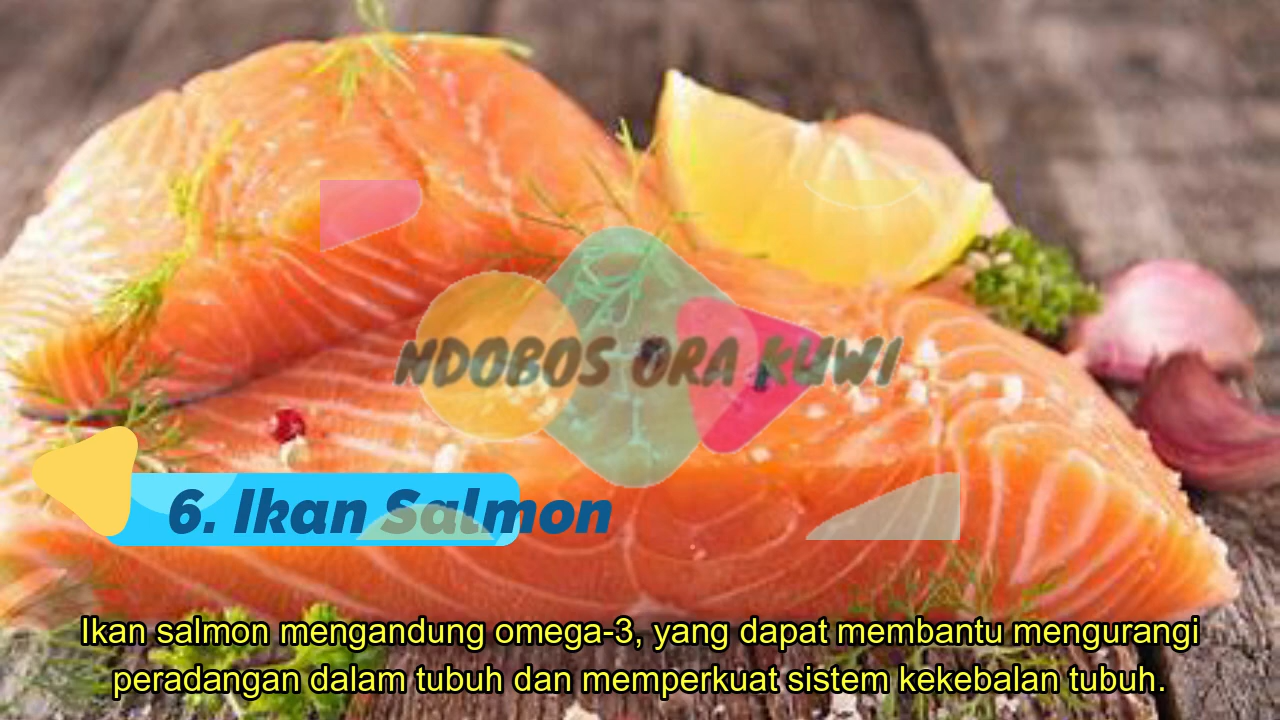 NDOBOS ORA KUWI
6. Ikan Salmon
Ikan salmon mengandung omega-3, yang dapat membantu mengurangi
peradangan dalam tubuh dan memperkuat sistem kekebalan tubuh.